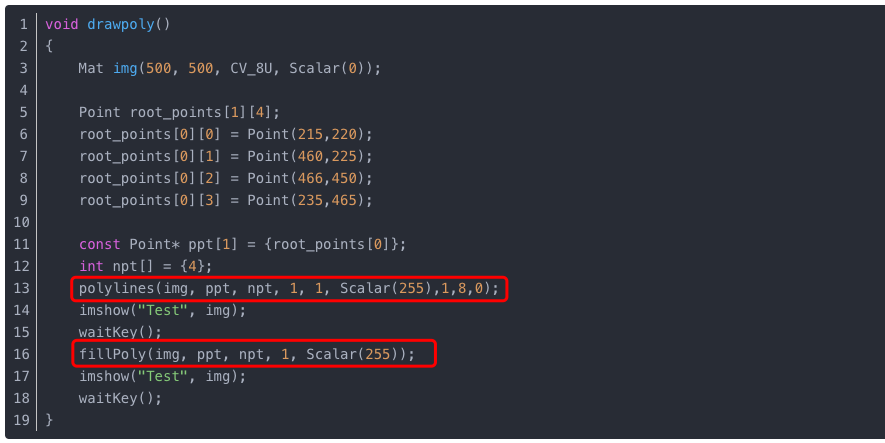 1 void drawpoly()
2 {
3     Mat img(500, 500, CV_8U, Scalar(0));
4
5     Point root_points[1][4];
6     root_points[0][0] = Point(215,220);
7     root_points[0][1] = Point(460,225);
8     root_points[0][2] = Point(466,450);
9     root_points[0][3] = Point(235,465);
10
11     const Point* ppt[1] = {root_points[0]};
12     int npt[] = {4};
13     polylines(img, ppt, npt, 1, 1, Scalar(255),1,8,0);
14     imshow("Test", img);
15     waitKey();
16     fillPoly(img, ppt, npt, 1, Scalar(255));
17     imshow("Test", img);
18     waitKey();
19 }